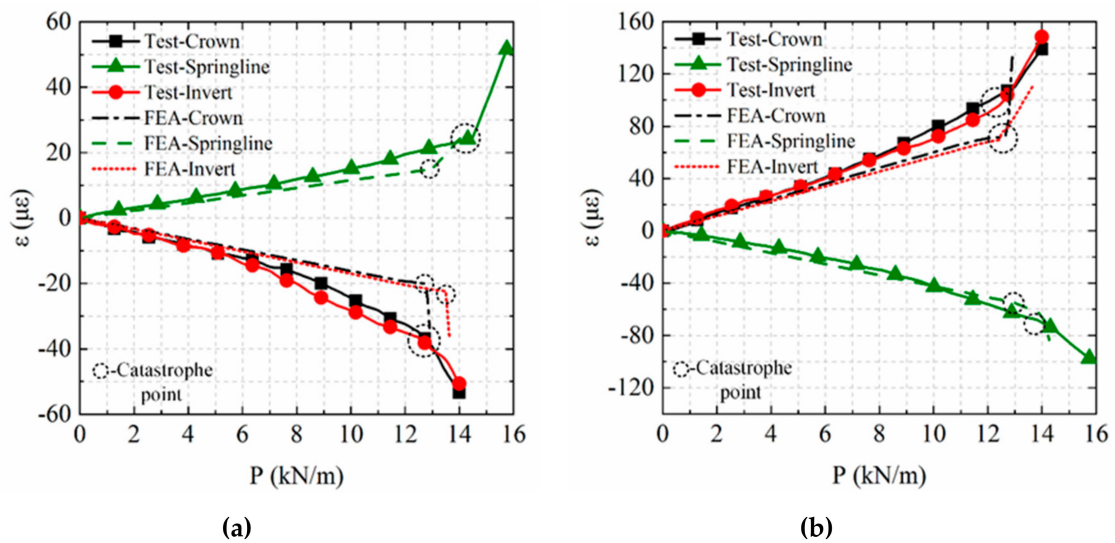 60
40
20
0
-20
-40
-60
ε (με)
Test-Crown
Test-Springline
Test-Invert
FEA-Crown
FEA-Springline
FEA-Invert
-Catastrophe
point
0 2 4 6 8 10 12 14 16
P (kN/m)
(a)
160
120
80
40
0
-40
-80
-120
ε (με)
Test-Crown
Test-Springline
Test-Invert
FEA-Crown
FEA-Springline
FEA-Invert
-Catastrophe
point
0 2 4 6 8 10 12 14 16
P (kN/m)
(b)